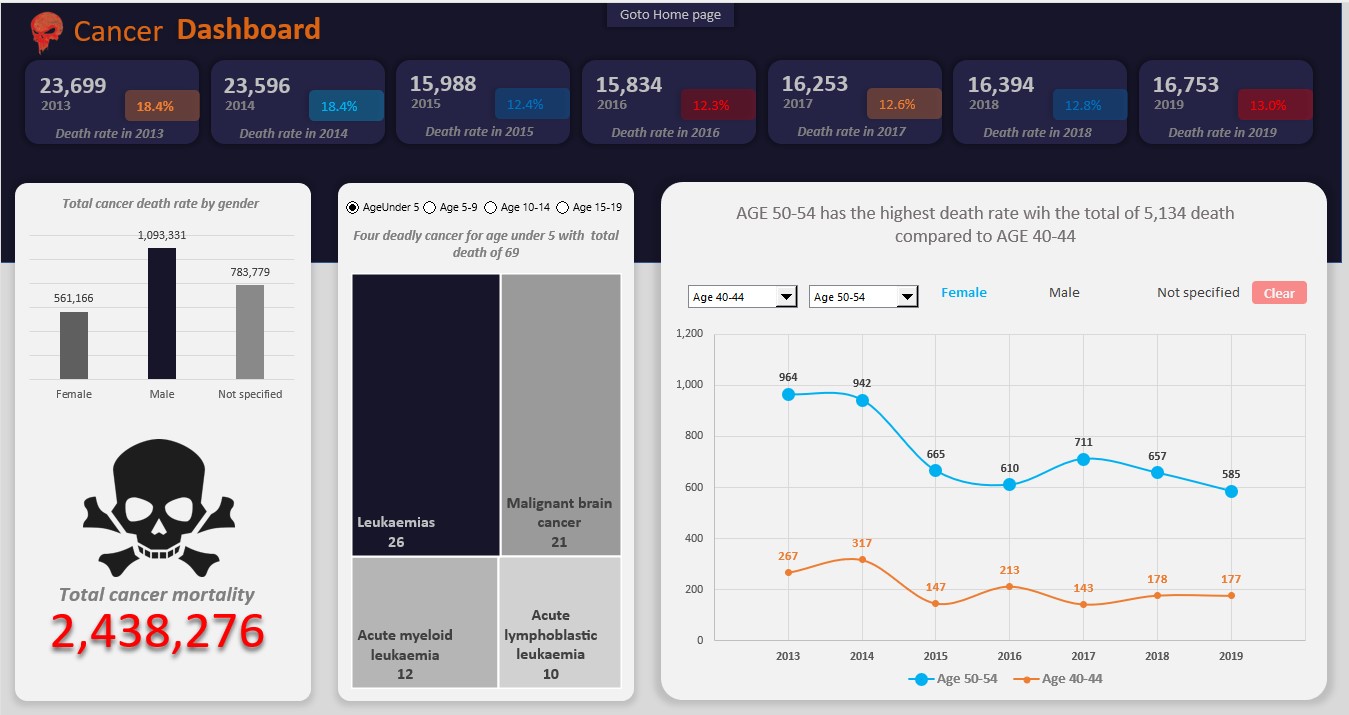 Goto Home page
Cancer Dashboard
23,699
2013
18.4%
Death rate in 2013
23,596
2014
18.4%
Death rate in 2014
15,988
2015
12.4%
Death rate in 2015
15,834
2016
12.3%
Death rate in 2016
16,253
2017
12.6%
Death rate in 2017
16,394
2018
12.8%
Death rate in 2018
16,753
2019
13.0%
Death rate in 2019
Total cancer death rate by gender
1,093,331
783,779
561,166
Female Male Not specified
Total cancer mortality
2,438,276
AgeUnder 5 Age 5-9 Age 10-14 Age 15-19
Four deadly cancer for age under 5 with total
death of 69
Leukaemias
26
Malignant brain
cancer
21
Acute myeloid
leukaemia
12
Acute
lymphoblastic
leukaemia
10
AGE 50-54 has the highest death rate wih the total of 5,134 death
compared to AGE 40-44
Age 40-44 Age 50-54 Female Male Not specified Clear
1,200
1,000
800
600
400
200
0
964 942 665 610 711 657 585
267 317 147 213 143 178 177
2013 2014 2015 2016 2017 2018 2019
Age 50-54 Age 40-44